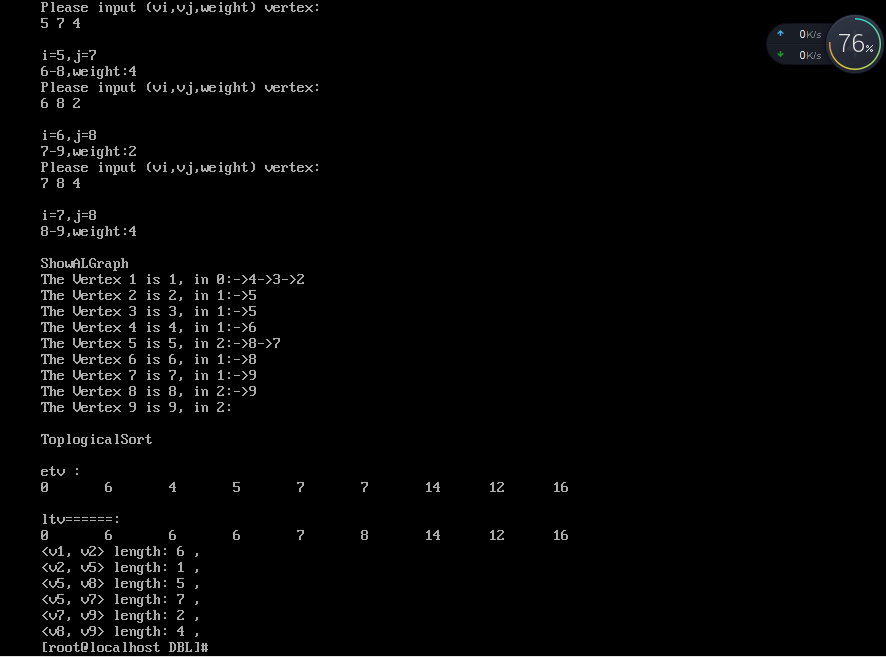 Please input (vi,vj,weight) vertex:
5 7 4
i=5,j=7
6-8,weight:4
Please input (vi,vj,weight) vertex:
6 8 2
i=6,j=8
7-9,weight:2
Please input (vi,vj,weight) vertex:
7 8 4
i=7,j=8
8-9,weight:4
ShowALGraph
The Vertex 1 is 1, in 0:->4->3->2
The Vertex 2 is 2, in 1:->5
The Vertex 3 is 3, in 1:->5
The Vertex 4 is 4, in 1:->6
The Vertex 5 is 5, in 2:->8->7
The Vertex 6 is 6, in 1:->8
The Vertex 7 is 7, in 1:->9
The Vertex 8 is 8, in 2:->9
The Vertex 9 is 9, in 2:
ToplogicalSort
etv :
0 6 4 5 7 7 14 12 16
ltv======:
0 6 6 6 7 8 14 12 16
<v1, v2> length: 6 ,
<v2, v5> length: 1 ,
<v5, v8> length: 5 ,
<v5, v7> length: 7 ,
<v7, v9> length: 2 ,
<v8, v9> length: 4 ,
[root@localhost DBL]#
0K/s
0K/s
76%